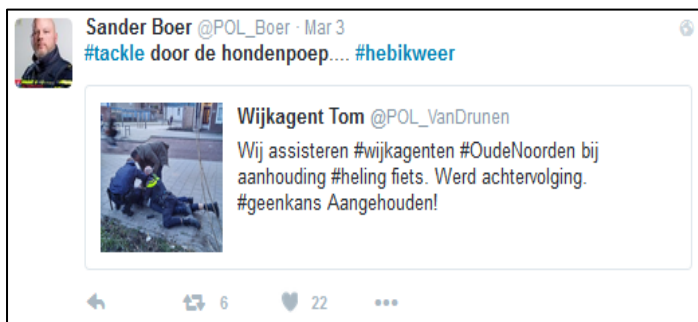 Sander Boer @POL_Boer · Mar 3
#tackle door de hondenpoep.... #hebikweer
Wijkagent Tom @POL_VanDrunen
Wij assisteren #wijkagenten #OudeNoorden bij
aanhouding #heling fiets. Werd achtervolging.
#geenkans Aangehouden!
6 22